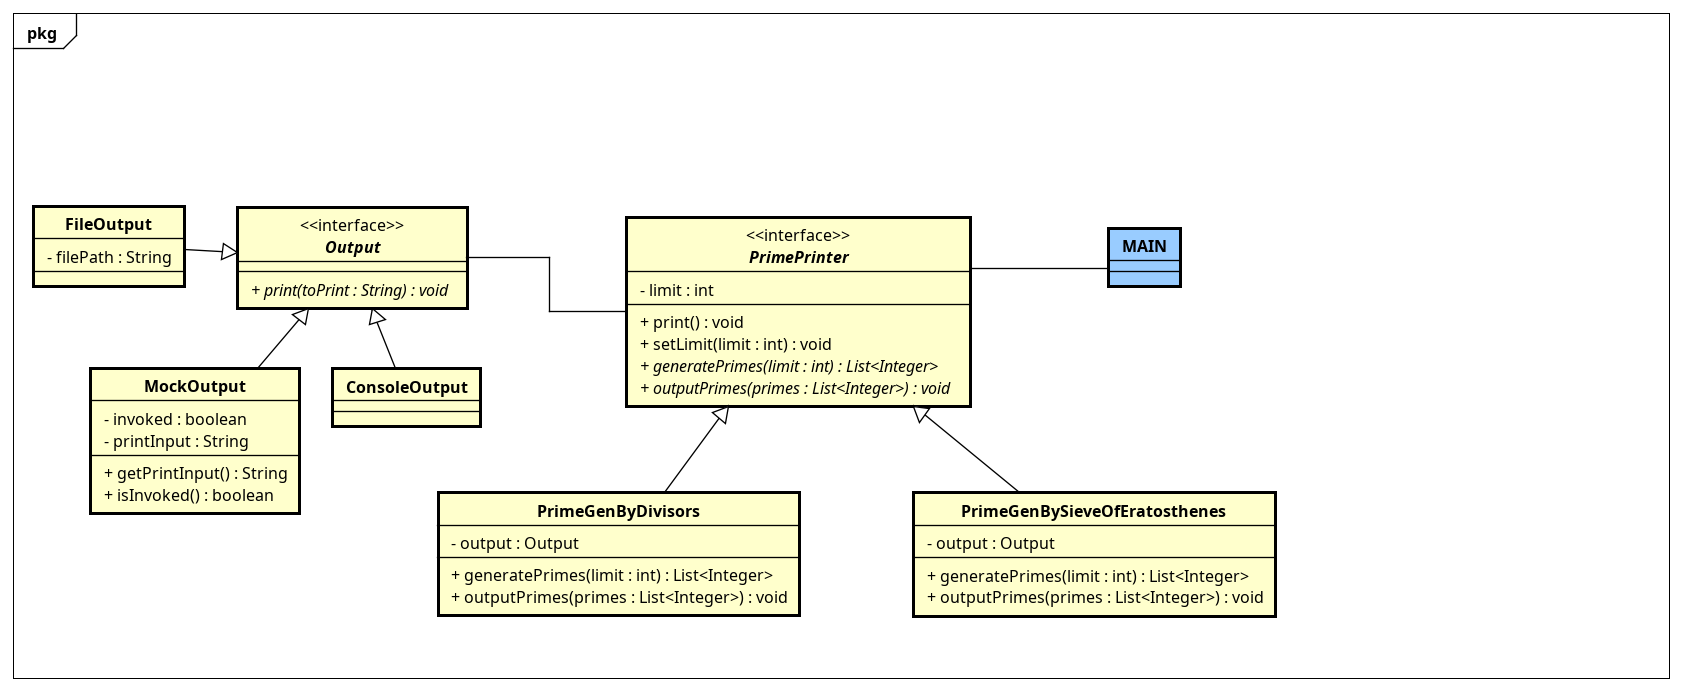 pkg
FileOutput
- filePath : String
<<interface>>
Output
+ print(toPrint : String) : void
<<interface>>
PrimePrinter
- limit : int
+ print() : void
+ setLimit(limit : int) : void
+ generatePrimes(limit : int) : List<Integer>
+ outputPrimes(primes : List<Integer>) : void
MAIN
MockOutput
- invoked : boolean
- printInput : String
+ getPrintInput() : String
+ isInvoked() : boolean
ConsoleOutput
PrimeGenByDivisors
- output : Output
+ generatePrimes(limit : int) : List<Integer>
+ outputPrimes(primes : List<Integer>) : void
PrimeGenBySieveOfEratosthenes
- output : Output
+ generatePrimes(limit : int) : List<Integer>
+ outputPrimes(primes : List<Integer>) : void